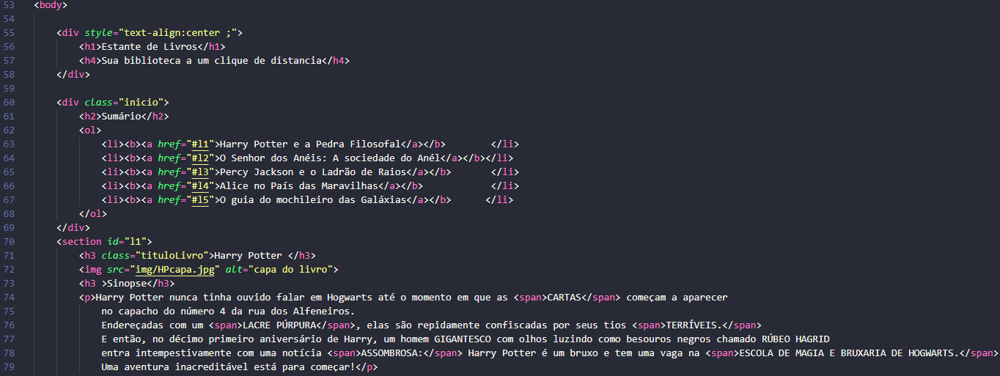 53 <body>
54
55 <div style="text-align:center ;">
56 <h1>Estante de Livros</h1>
57 <h4>Sua biblioteca a um clique de distancia</h4>
58 </div>
59
60 <div class="inicio">
61 <h2>Sumário</h2>
62 <ol>
63 <li><b><a href="#l1">Harry Potter e a Pedra Filosofal</a></b> </li>
64 <li><b><a href="#l2">O Senhor dos Anéis: A sociedade do Anél</a></b></li>
65 <li><b><a href="#l3">Percy Jackson e o Ladrão de Raios</a></b> </li>
66 <li><b><a href="#l4">Alice no País das Maravilhas</a></b> </li>
67 <li><b><a href="#l5">O guia do mochileiro das Galáxias</a></b> </li>
68 </ol>
69 </div>
70 <section id="l1">
71 <h3 class="tituloLivro">Harry Potter </h3>
72 <img src="img/HPcapa.jpg" alt="capa do livro">
73 <h3 >Sinopse</h3>
74 <p>Harry Potter nunca tinha ouvido falar em Hogwarts até o momento em que as <span>CARTAS</span> começam a aparecer
75 no capacho do número 4 da rua dos Alfeneiros.
76 Endereçadas com um <span>LACRE PÚRPURA</span>, elas são repidamente confiscadas por seus tios <span>TERRÍVEIS.</span>
77 E então, no décimo primeiro aniversário de Harry, um homem GIGANTESCO com olhos luzindo como besouros negros chamado RÚBEO HAGRID
78 entra intempestivamente com uma notícia <span>ASSOMBROSA:</span> Harry Potter é um bruxo e tem uma vaga na <span>ESCOLA DE MAGIA E BRUXARIA DE HOGWARTS.</span>
79 Uma aventura inacreditável está para começar!</p>